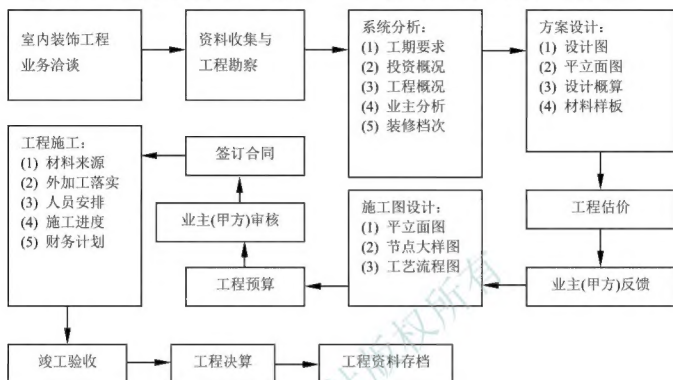 室内装饰工程
业务洽谈
资料收集与
工程勘察
系统分析：
(1) 工期要求
(2) 投资概况
(3) 工程概况
(4) 业主分析
(5) 装修档次
方案设计：
(1) 设计图
(2) 平立面图
(3) 设计概算
(4) 材料样板
工程估价
业主(甲方)反馈
施工图设计：
(1) 平立面图
(2) 节点大样图
(3) 工艺流程图
工程预算
业主(甲方)审核
签订合同
工程施工：
(1) 材料来源
(2) 外加工落实
(3) 人员安排
(4) 施工进度
(5) 财务计划
竣工验收
工程决算
工程资料存档
版权所有